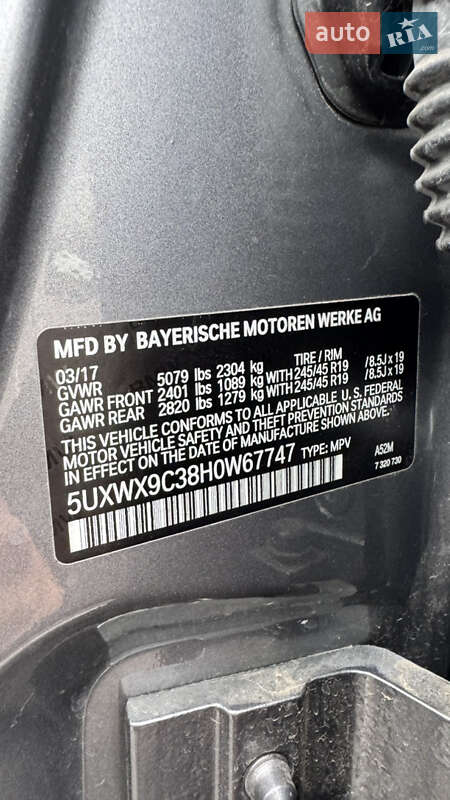 auto RIA .com
MFD BY BAYERISCHE MOTOREN WERKE AG
03/17 TIRE / RIM
GVWR 5079 lbs 2304 kg
GAWR FRONT 2401 lbs 1089 kg WITH 245/45 R19 /8.5J x 19
GAWR REAR 2820 lbs 1279 kg WITH 245/45 R19 /8.5J x 19
THIS VEHICLE CONFORMS TO ALL APPLICABLE U.S. FEDERAL
MOTOR VEHICLE SAFETY AND THEFT PREVENTION STANDARDS
IN EFFECT ON THE DATE OF MANUFACTURE SHOWN ABOVE.
5UXWX9C38H0W67747 TYPE: MPV A52M
7 320 730